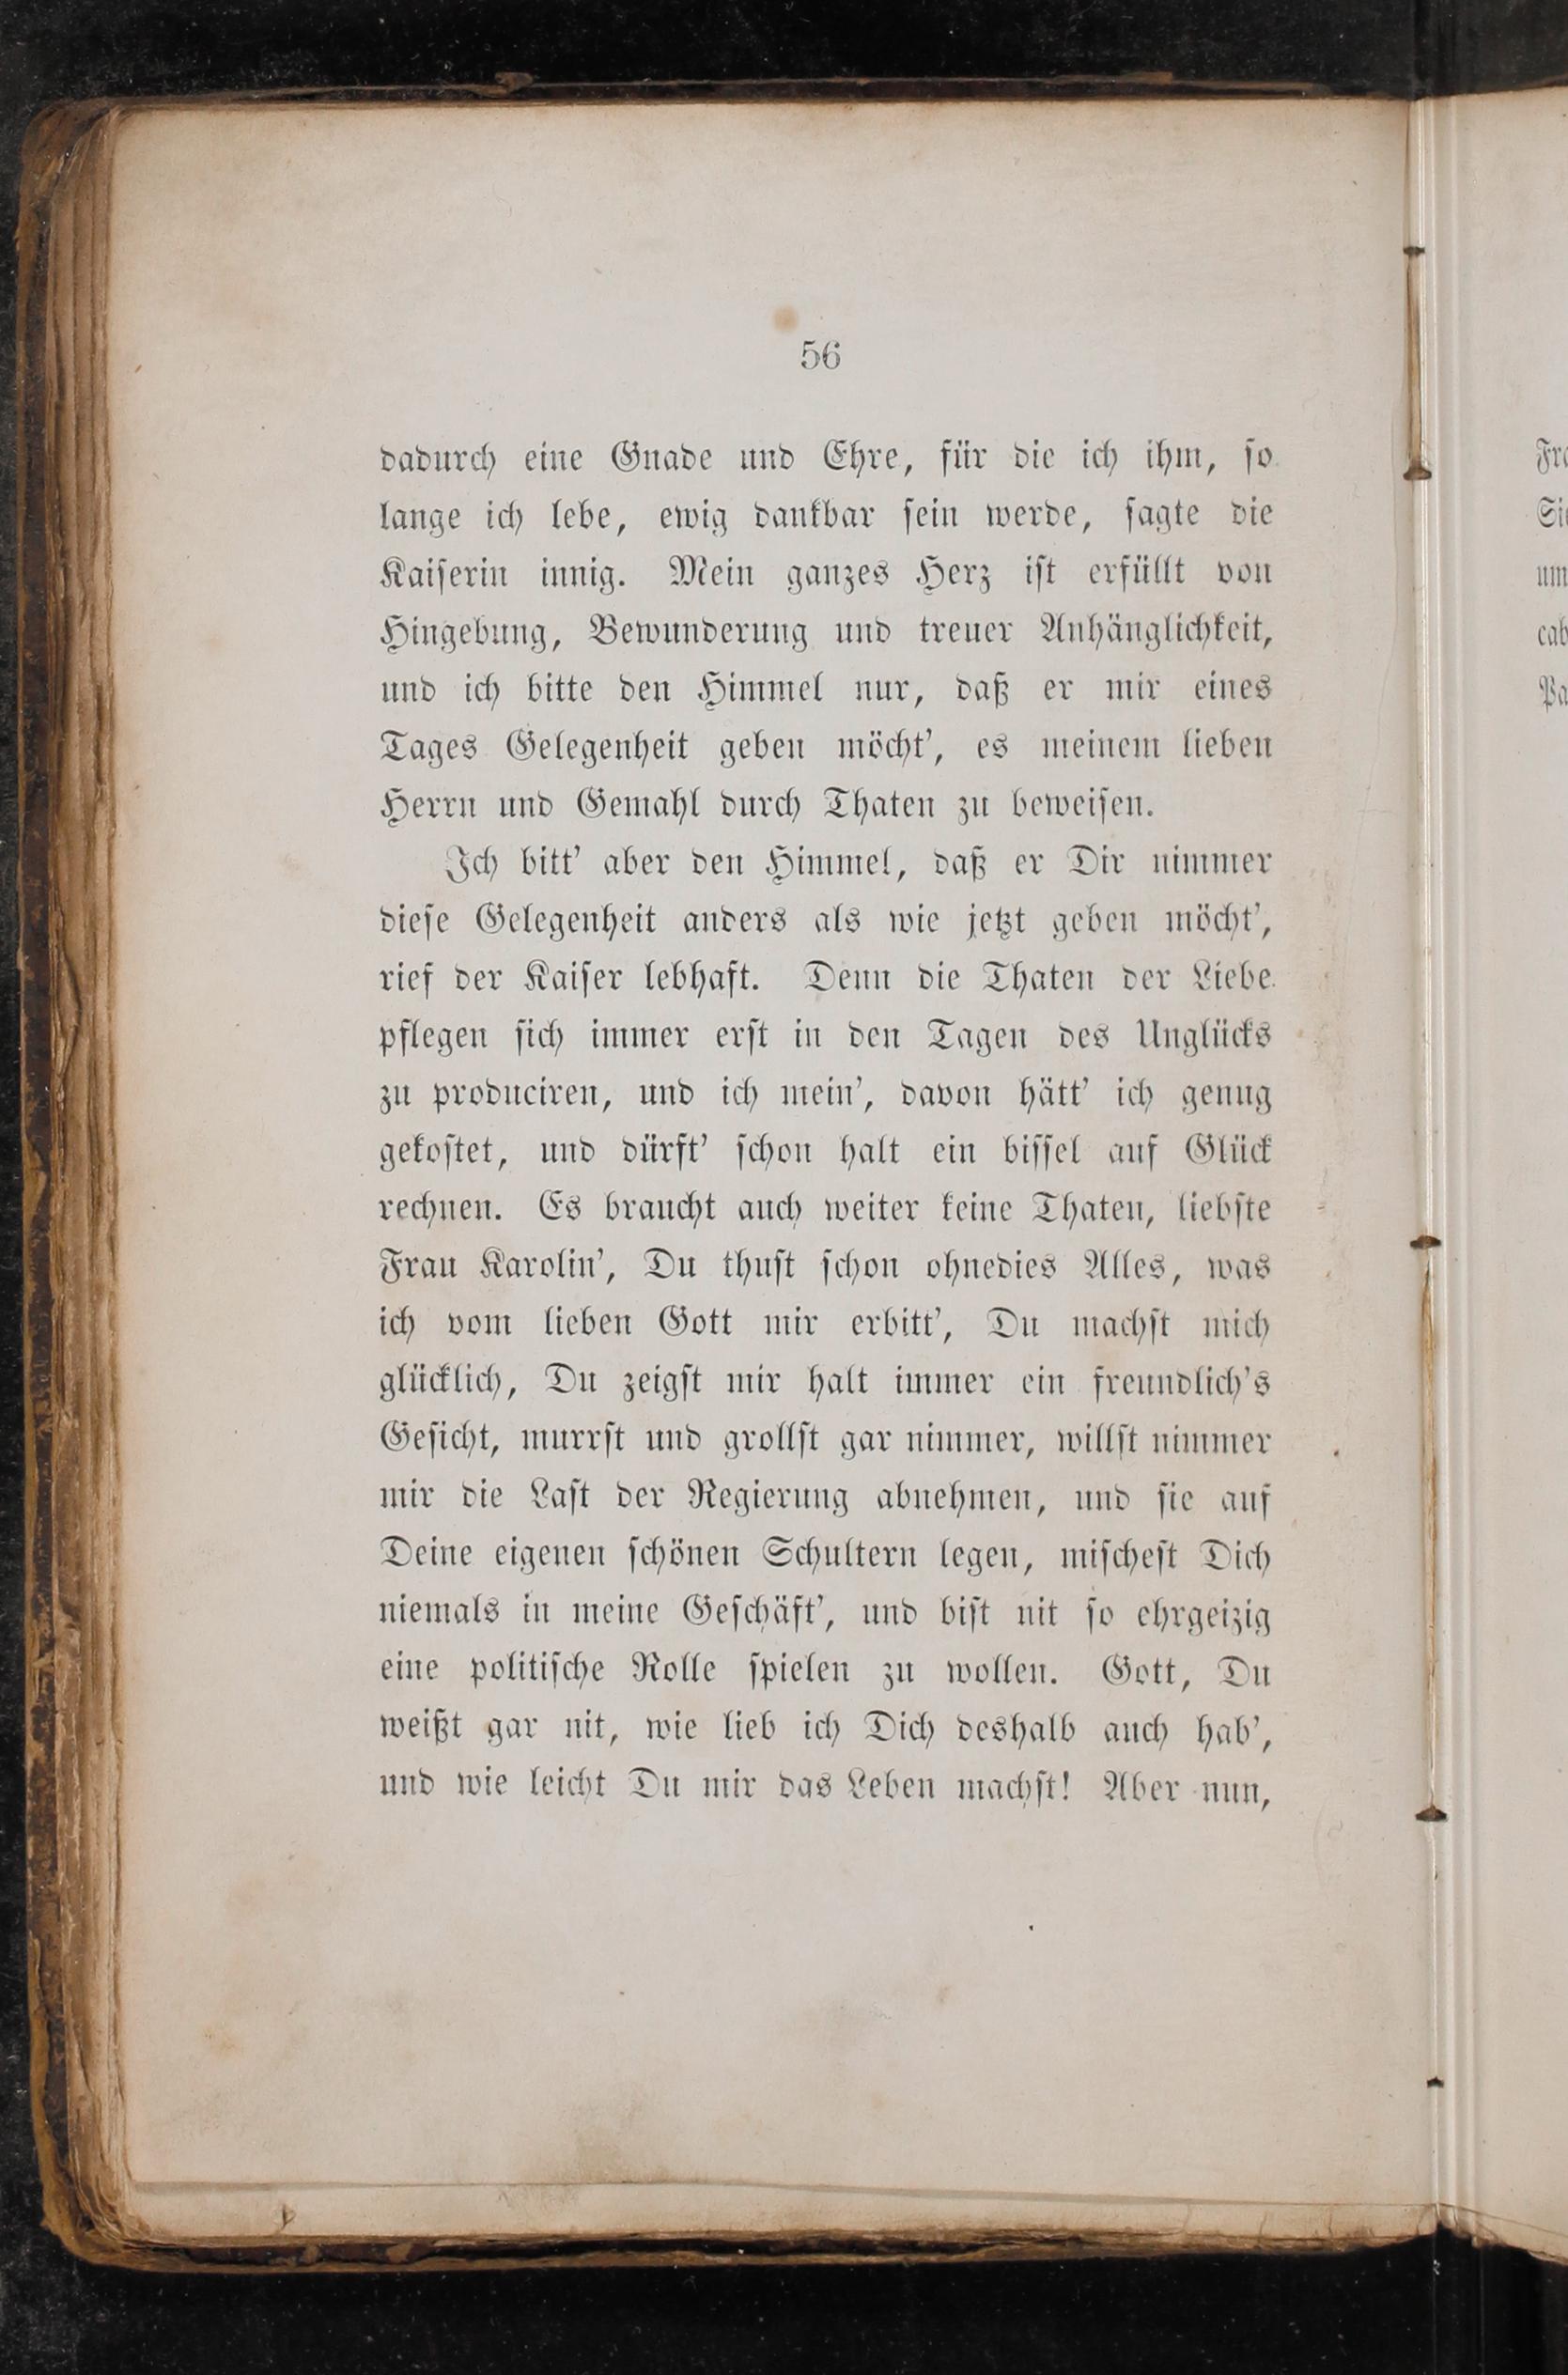 56
dadurch eine Gnade und Ehre, für die ich ihm, so
lange ich lebe, ewig dankbar sein werde, sagte die
Kaiserin innig. Mein ganzes Herz ist erfüllt von
Hingebung, Bewunderung und treuer Anhänglichkeit,
und ich bitte den Himmel nur, daß er mir eines
Tages Gelegenheit geben möcht’, es meinem lieben
Herrn und Gemahl durch Thaten zu beweisen.
Ich bitt’ aber den Himmel, daß er Dir nimmer
diese Gelegenheit anders als wie jetzt geben möcht’,
rief der Kaiser lebhaft. Denn die Thaten der Liebe
pflegen sich immer erst in den Tagen des Unglücks
zu produciren, und ich mein’, davon hätt’ ich genug
gekostet, und dürft’ schon halt ein bissel auf Glück
rechnen. Es braucht auch weiter keine Thaten, liebste
Frau Karolin’, Du thust schon ohnedies Alles, was
ich vom lieben Gott mir erbitt’, Du machst mich
glücklich, Du zeigst mir halt immer ein freundlich’s
Gesicht, murrst und grollst gar nimmer, willst nimmer
mir die Last der Regierung abnehmen, und sie auf
Deine eigenen schönen Schultern legen, mischest Dich
niemals in meine Geschäft’, und bist nit so ehrgeizig
eine politische Rolle spielen zu wollen. Gott, Du
weißt gar nit, wie lieb ich Dich deshalb auch hab’,
und wie leicht Du mir das Leben machst! Aber nun,